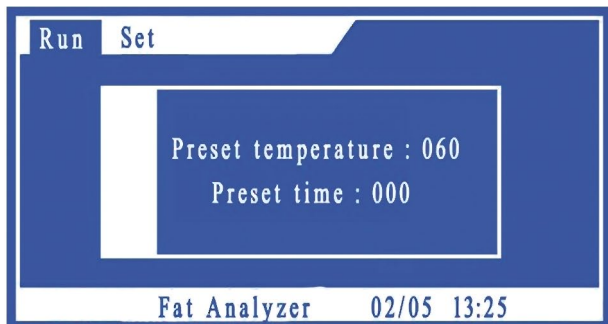 Run Set
Preset temperature : 060
Preset time : 000
Fat Analyzer 02/05 13:25